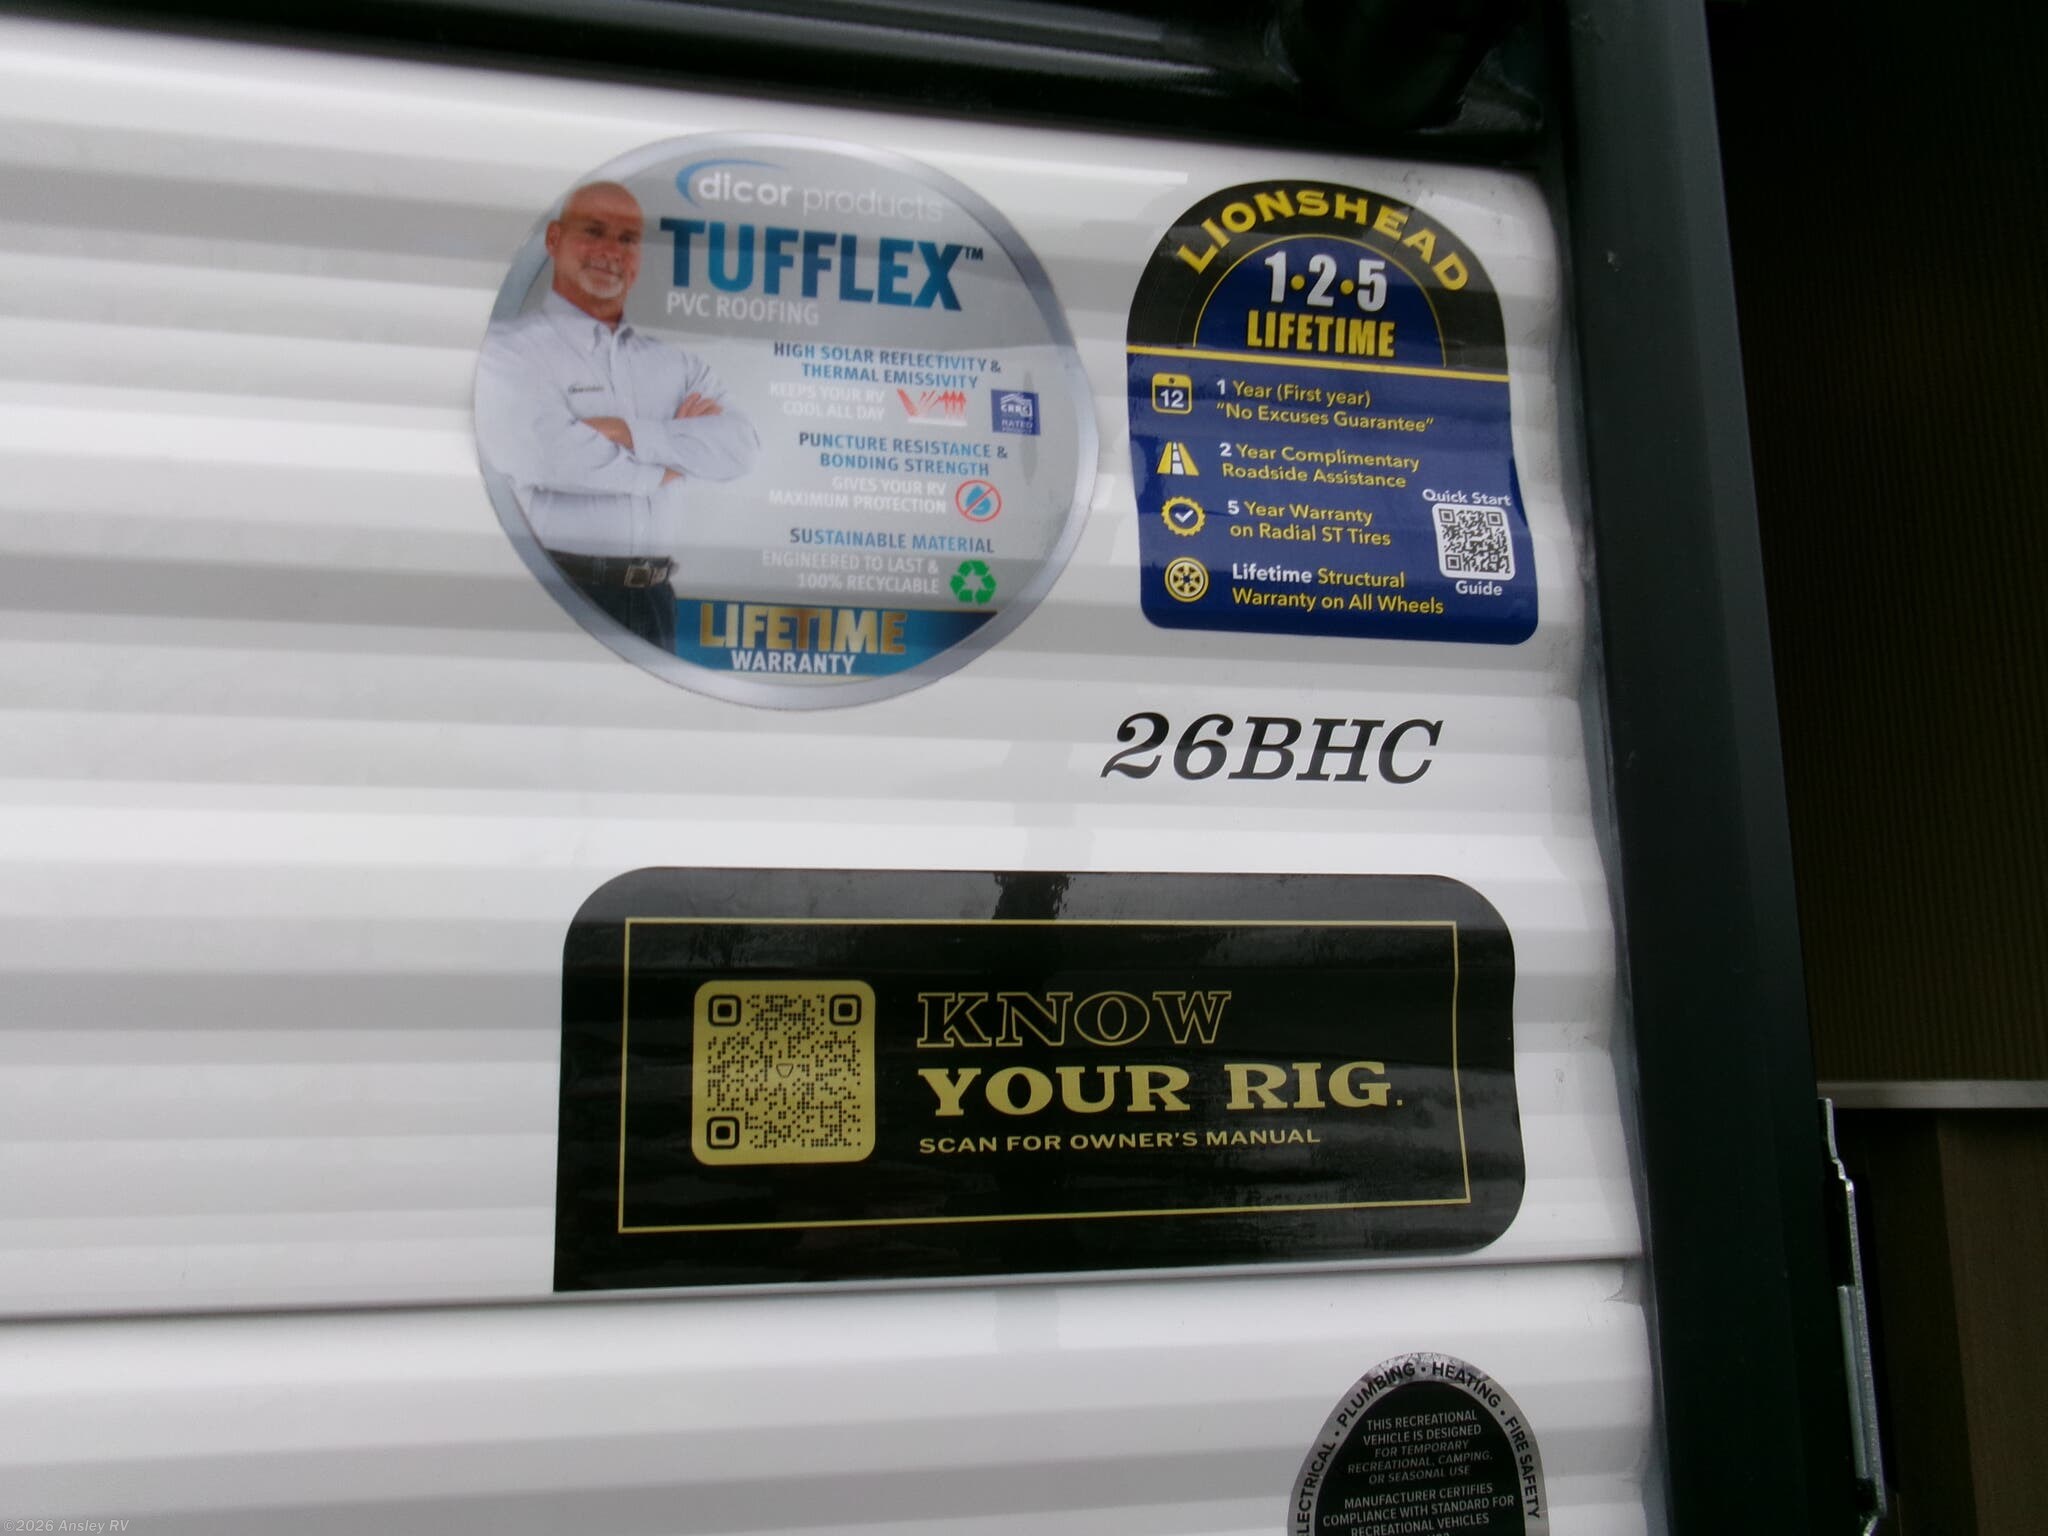 dicor products
TUFFLEX™
PVC ROOFING
HIGH SOLAR REFLECTIVITY &
THERMAL EMISSIVITY
KEEPS YOUR RV
COOL ALL DAY
CRRC
RATED
PUNCTURE RESISTANCE &
BONDING STRENGTH
GIVES YOUR RV
MAXIMUM PROTECTION
SUSTAINABLE MATERIAL
ENGINEERED TO LAST &
100% RECYCLABLE
LIFETIME
WARRANTY
LIONSHEAD
1•2•5
LIFETIME
12
1 Year (First year)
"No Excuses Guarantee"
2 Year Complimentary
Roadside Assistance
5 Year Warranty
on Radial ST Tires
Lifetime Structural
Warranty on All Wheels
Quick Start
Guide
26BHC
KNOW
YOUR RIG.
SCAN FOR OWNER'S MANUAL
ELECTRICAL • PLUMBING • HEATING • FIRE SAFETY
THIS RECREATIONAL
VEHICLE IS DESIGNED
FOR TEMPORARY
RECREATIONAL, CAMPING,
OR SEASONAL USE
MANUFACTURER CERTIFIES
COMPLIANCE WITH STANDARD FOR
RECREATIONAL VEHICLES
©2026 Ansley RV